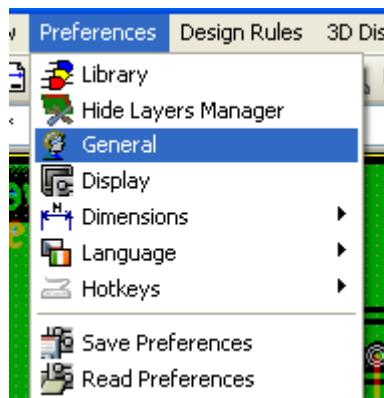 Preferences Design Rules 3D Dis
Library
Hide Layers Manager
General
Display
Dimensions
Language
Hotkeys
Save Preferences
Read Preferences